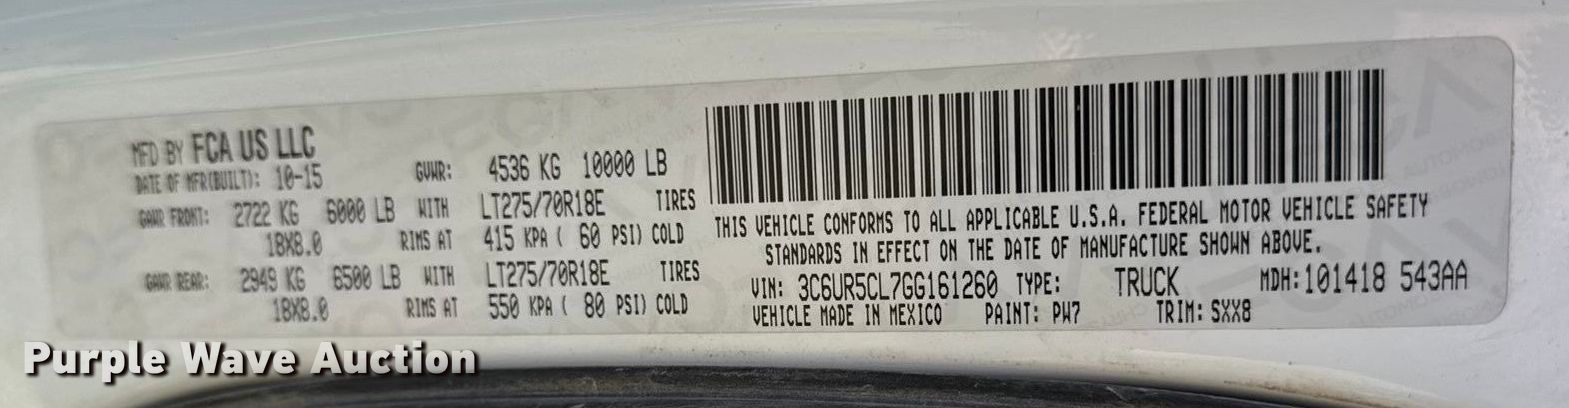 MFD BY FCA US LLC
DATE OF MFR(BUILT): 10-15 GVWR: 4536 KG 10000 LB
GAWR FRONT: 2722 KG 6000 LB WITH LT275/70R18E TIRES
18X8.0 RIMS AT 415 KPA ( 60 PSI) COLD
GAWR REAR: 2949 KG 6500 LB WITH LT275/70R18E TIRES
18X8.0 RIMS AT 550 KPA ( 80 PSI) COLD
THIS VEHICLE CONFORMS TO ALL APPLICABLE U.S.A. FEDERAL MOTOR VEHICLE SAFETY
STANDARDS IN EFFECT ON THE DATE OF MANUFACTURE SHOWN ABOVE.
VIN: 3C6UR5CL7GG161260 TYPE: TRUCK MDH:101418 543AA
VEHICLE MADE IN MEXICO PAINT: PW7 TRIM: SXX8
Purple Wave Auction